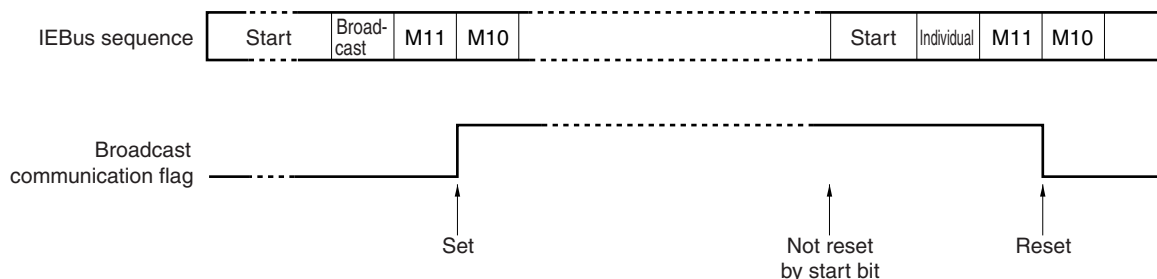 IEBus sequence Start Broad-
cast M11 M10 Start Individual M11 M10
Broadcast
communication flag
Set Not reset
by start bit Reset